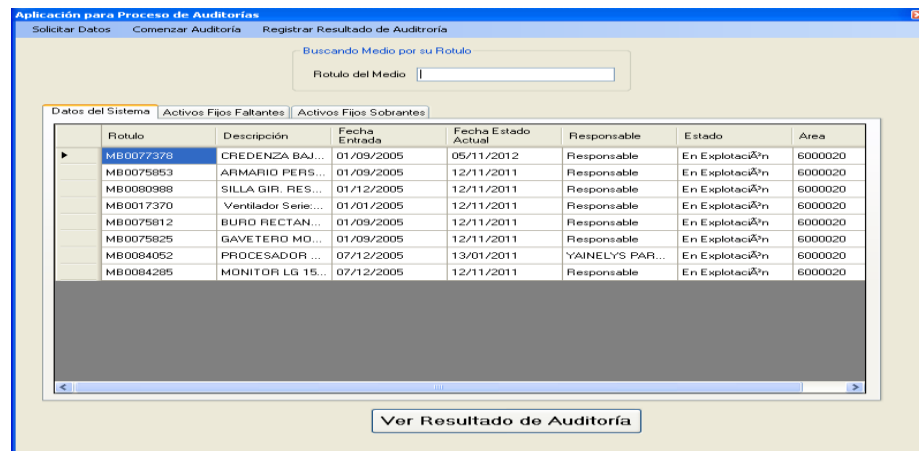 Aplicación para Proceso de Auditorías
Solicitar Datos Comenzar Auditoría Registrar Resultado de Auditroría
Buscando Medio por su Rotulo
Rotulo del Medio
Datos del Sistema Activos Fijos Faltantes Activos Fijos Sobrantes
Rotulo Descripción Fecha Entrada Fecha Estado Actual Responsable Estado Area
MB0077378 CREDENZA BAJ... 01/09/2005 05/11/2012 Responsable En ExplotaciÃ³n 6000020
MB0075853 ARMARIO PERS... 01/09/2005 12/11/2011 Responsable En ExplotaciÃ³n 6000020
MB0080988 SILLA GIR. RES... 01/12/2005 12/11/2011 Responsable En ExplotaciÃ³n 6000020
MB0017370 Ventilador Serie:... 01/01/2005 12/11/2011 Responsable En ExplotaciÃ³n 6000020
MB0075812 BURO RECTAN... 01/09/2005 12/11/2011 Responsable En ExplotaciÃ³n 6000020
MB0075825 GAVETERO MO... 01/09/2005 12/11/2011 Responsable En ExplotaciÃ³n 6000020
MB0084052 PROCESADOR ... 07/12/2005 13/01/2011 YAINELYS PAR... En ExplotaciÃ³n 6000020
MB0084285 MONITOR LG 15... 07/12/2005 12/11/2011 Responsable En ExplotaciÃ³n 6000020
Ver Resultado de Auditoría